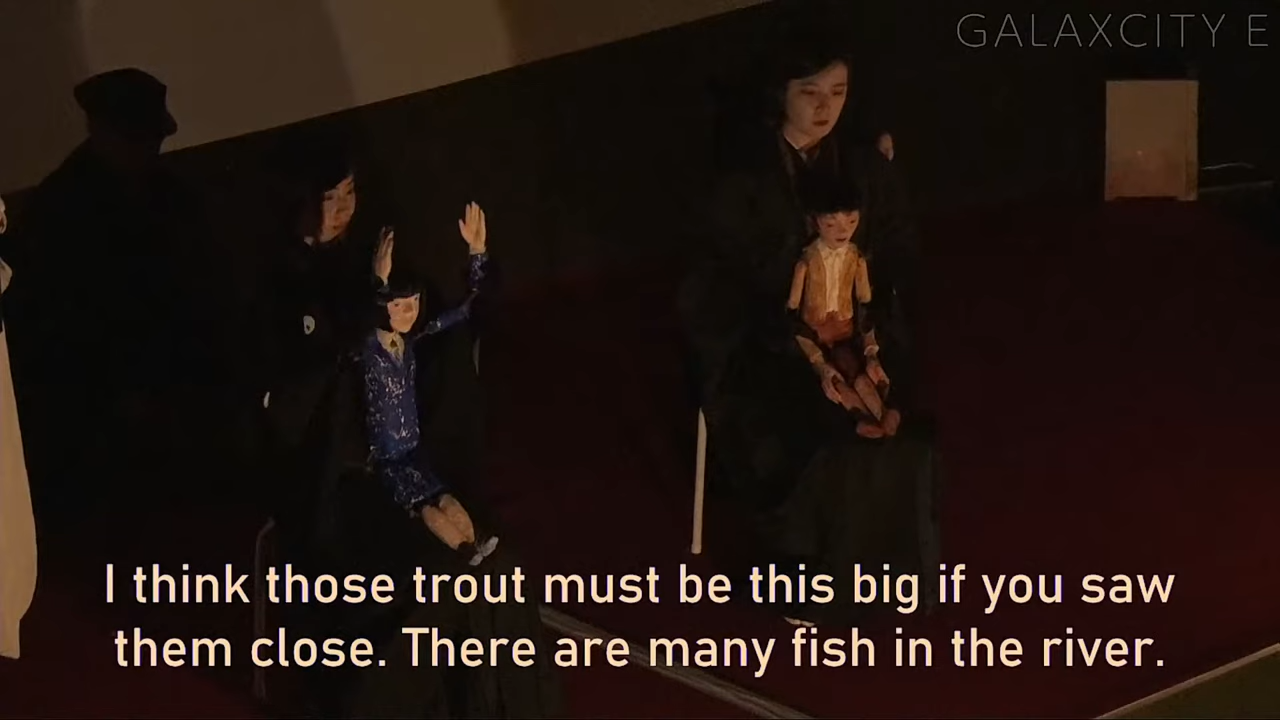 GALAXCITY E
I think those trout must be this big if you saw
them close. There are many fish in the river.